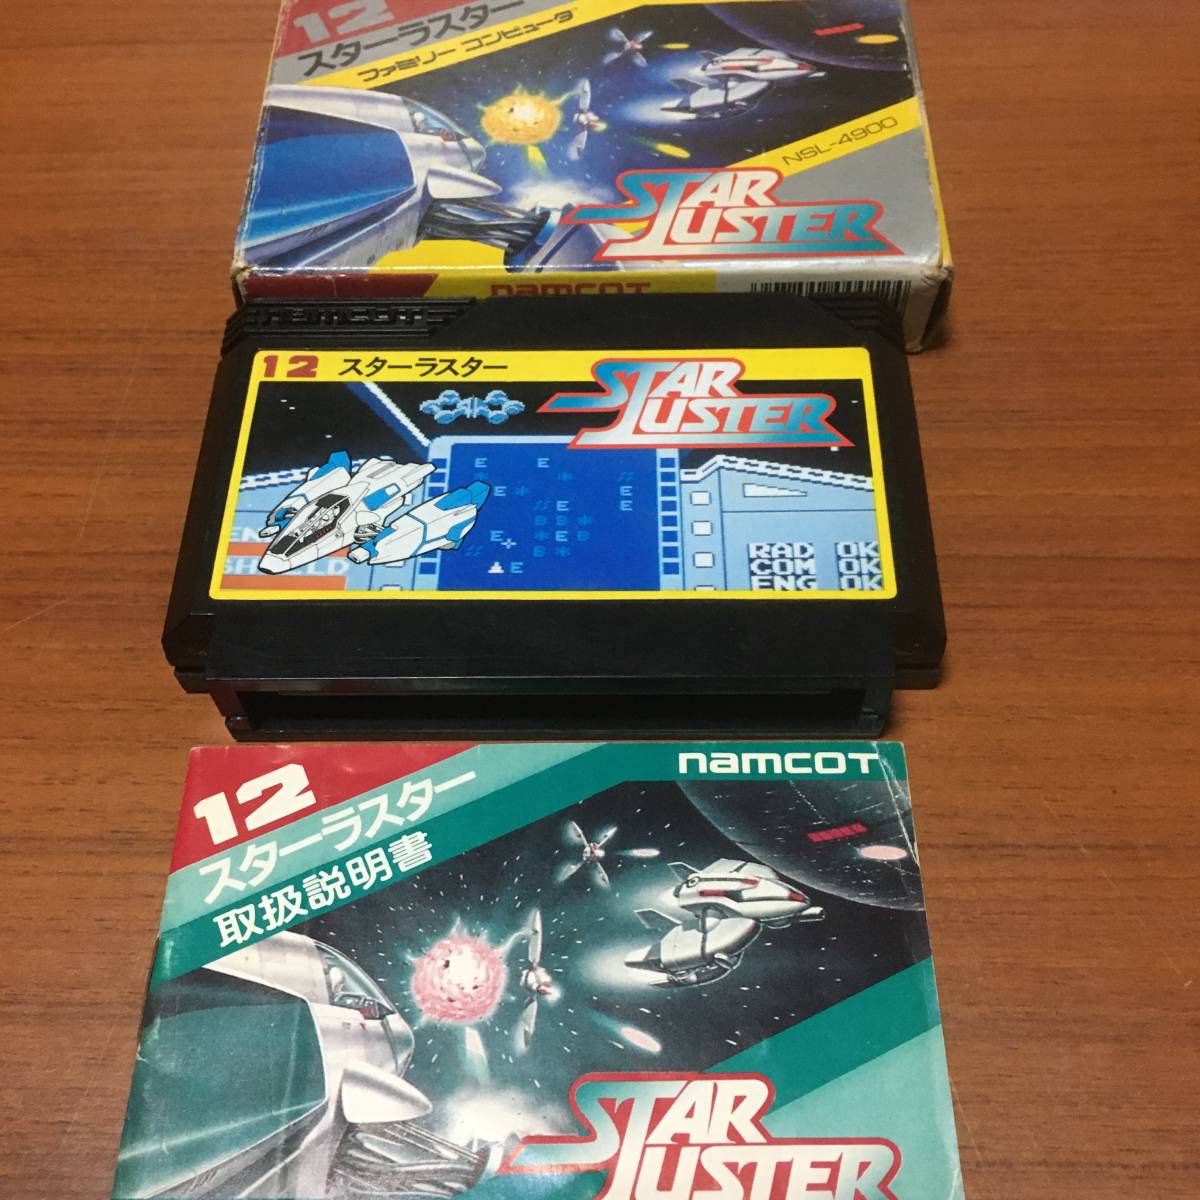 12
スターラスター
ファミリー コンピュータ
NSL-4900
STAR
LUSTER
namcot
namcot
12 スターラスター
STAR
LUSTER
E E
E * E
E
B B *
E * E B
B *
E
SHIELD
RAD OK
COM OK
ENG OK
namcot
12
スターラスター
取扱説明書
STAR
LUSTER